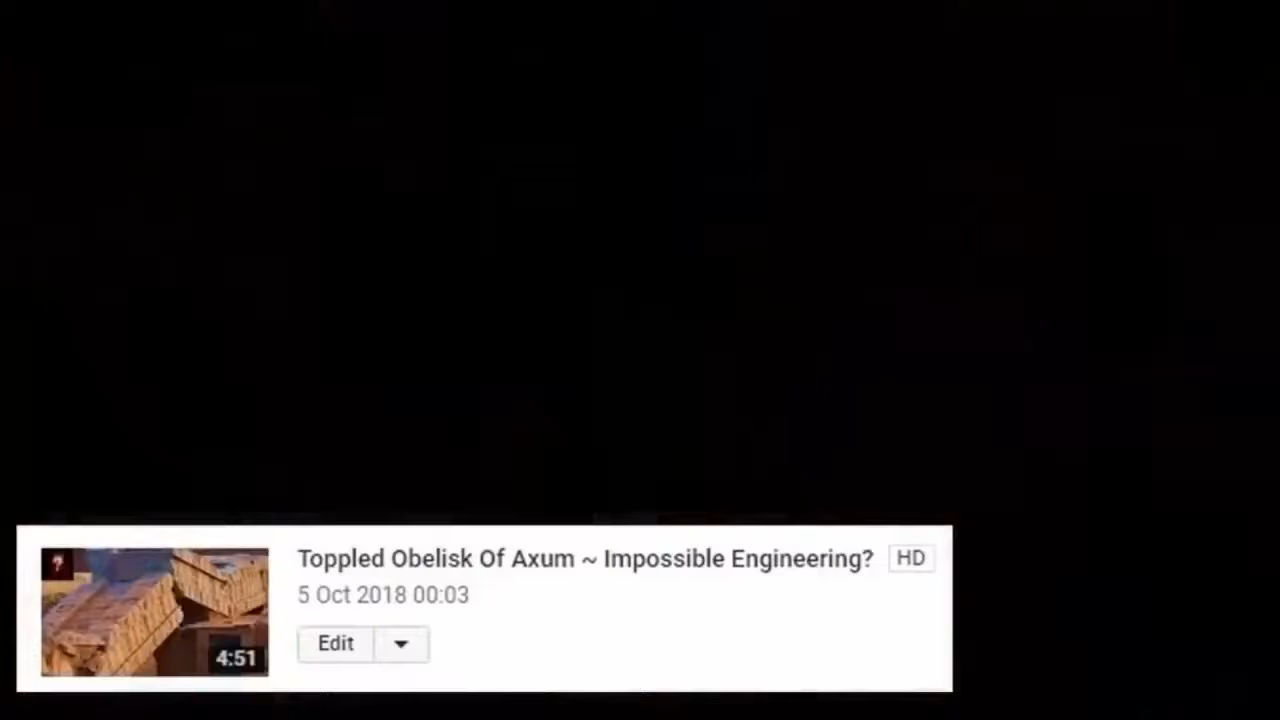 Toppled Obelisk Of Axum ~ Impossible Engineering? HD
5 Oct 2018 00:03
Edit
?
4:51